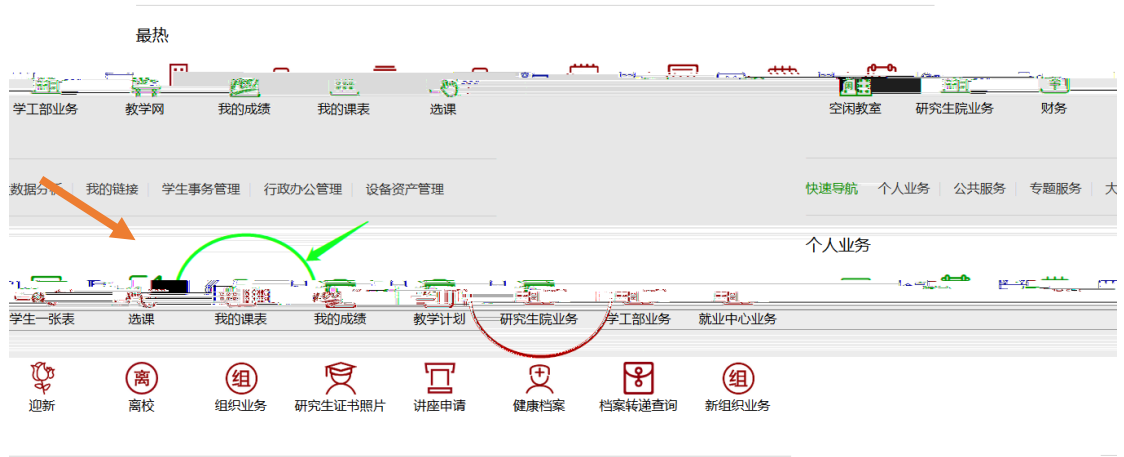 最热
学工部业务 教学网 我的成绩 我的课表 选课 空闲教室 研究生院业务 财务
数据分析 我的链接 学生事务管理 行政办公管理 设备资产管理 快速导航 个人业务 公共服务 专题服务 大
个人业务
学生一张表 选课 我的课表 我的成绩 教学计划 研究生院业务 学工部业务 就业中心业务
离 组 组
迎新 离校 组织业务 研究生证书照片 讲座申请 健康档案 档案转递查询 新组织业务